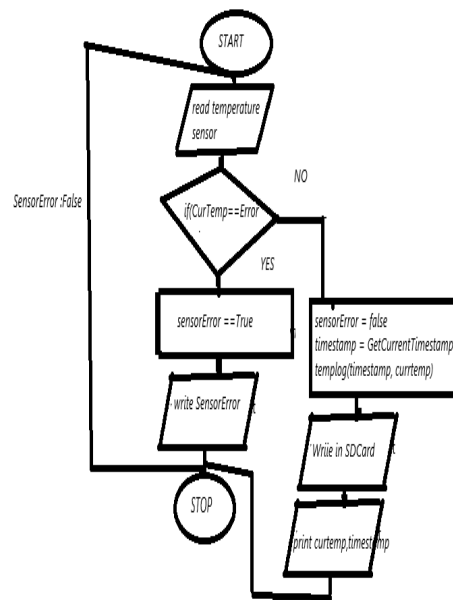 START
read temperature
sensor
NO
SensorError :False
if(CurTemp==Error
YES
sensorError ==True
sensorError = false
timestamp = GetCurrentTimestamp
templog(timestamp, currtemp)
write SensorError
Wriie in SDCard
STOP
print curtemp,timestamp